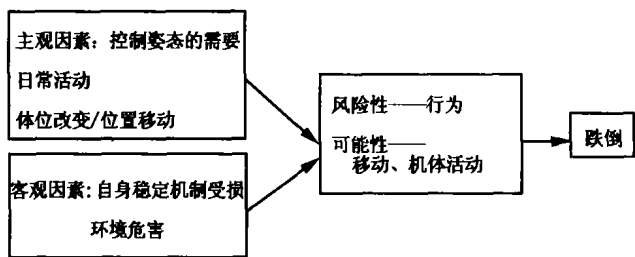 主观因素：控制姿态的需要
日常活动
体位改变/位置移动
客观因素：自身稳定机制受损
环境危害
风险性——行为
可能性——
移动、机体活动
跌倒